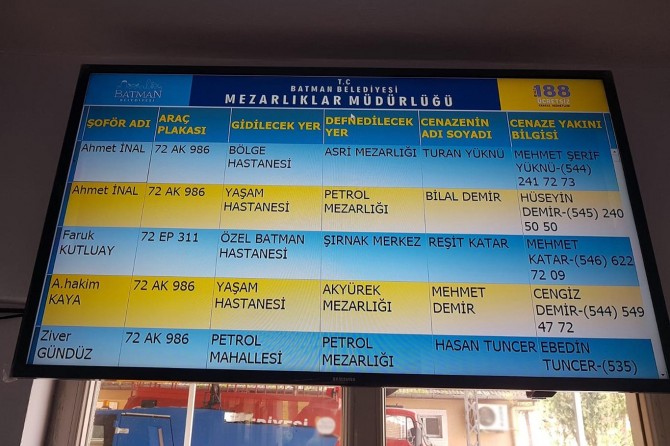 BATMAN
BELEDİYESİ
T.C
BATMAN BELEDİYESİ
MEZARLIKLAR MÜDÜRLÜĞÜ
188
ÜCRETSİZ
ŞOFÖR ADI
ARAÇ
PLAKASI
GİDİLECEK YER
DEFNEDİLECEK
YER
CENAZENİN
ADI SOYADI
CENAZE YAKINI
BİLGİSİ
Ahmet İNAL
72 AK 986
BÖLGE
HASTANESİ
ASRİ MEZARLIĞI
TURAN YÜKNÜ
MEHMET ŞERİF
YÜKNÜ-(544)
241 72 73
Ahmet İNAL
72 AK 986
YAŞAM
HASTANESİ
PETROL
MEZARLIĞI
BİLAL DEMİR
HÜSEYİN
DEMİR-(545) 240
50 50
Faruk
KUTLUAY
72 EP 311
ÖZEL BATMAN
HASTANESİ
ŞIRNAK MERKEZ
REŞİT KATAR
MEHMET
KATAR-(546) 622
72 09
A.hakim
KAYA
72 AK 986
YAŞAM
HASTANESİ
AKYÜREK
MEZARLIĞI
MEHMET
DEMİR
CENGİZ
DEMİR-(544) 549
47 72
Ziver
GÜNDÜZ
72 AK 986
PETROL
MAHALLESİ
PETROL
MEZARLIĞI
HASAN TUNCER
EBEDİN
TUNCER-(535)